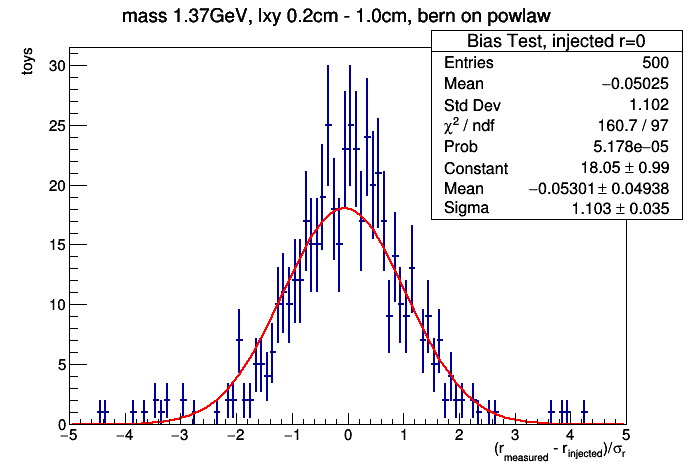 mass 1.37GeV, lxy 0.2cm - 1.0cm, bern on powlaw
Bias Test, injected r=0
Entries 500
Mean −0.05025
Std Dev 1.102
χ² / ndf 160.7 / 97
Prob 5.178e−05
Constant 18.05 ± 0.99
Mean −0.05301 ± 0.04938
Sigma 1.103 ± 0.035
toys
30
25
20
15
10
5
0
−5 −4 −3 −2 −1 0 1 2 3 4 5
(r_measured - r_injected)/σ_r